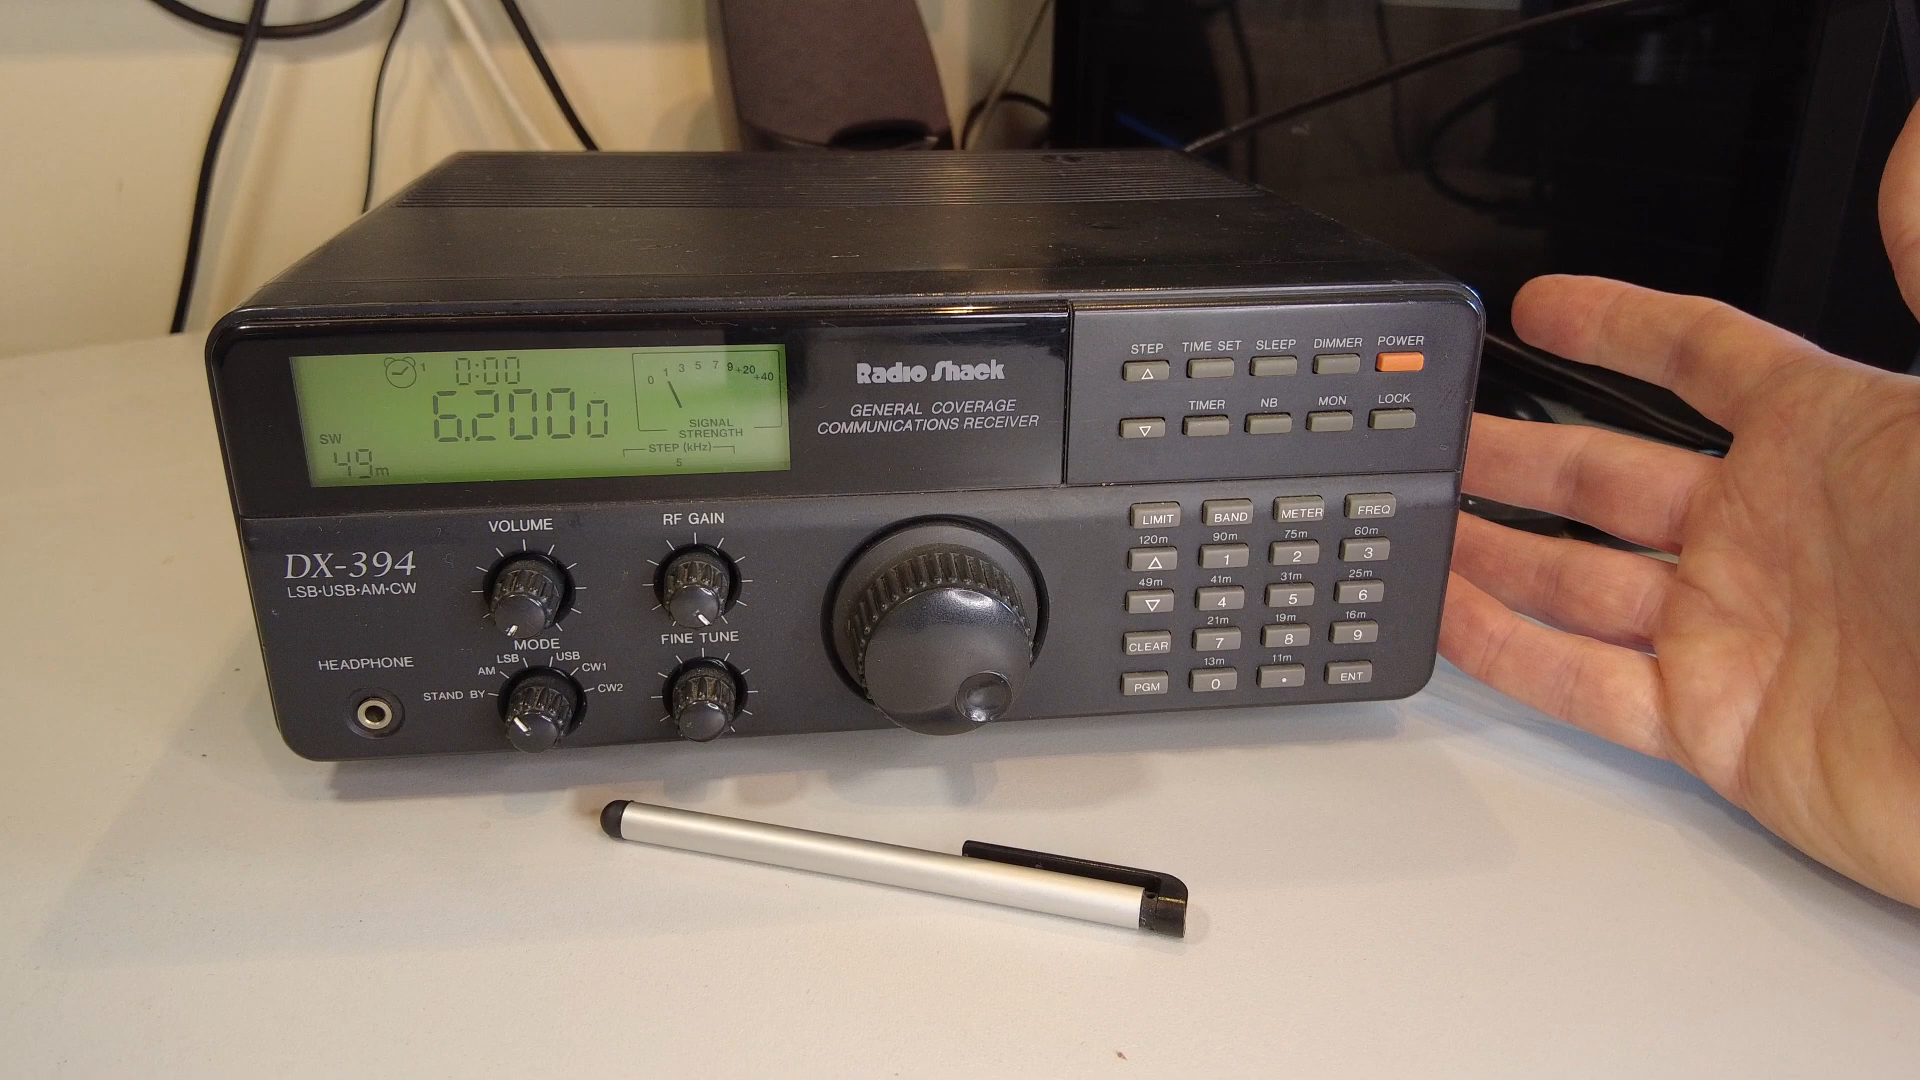 1 0:00
6.2000
SW
49m
0 1 3 5 7 9 +20 +40
SIGNAL
STRENGTH
STEP (kHz)
5
Radio Shack
GENERAL COVERAGE
COMMUNICATIONS RECEIVER
STEP TIME SET SLEEP DIMMER POWER
TIMER NB MON LOCK
DX-394
LSB·USB·AM·CW
HEADPHONE
VOLUME
RF GAIN
MODE
STAND BY AM LSB USB CW1 CW2
FINE TUNE
LIMIT BAND METER FREQ
120m 90m 75m 60m
1 2 3
49m 41m 31m 25m
4 5 6
21m 19m 16m
CLEAR 7 8 9
13m 11m
PGM 0 . ENT